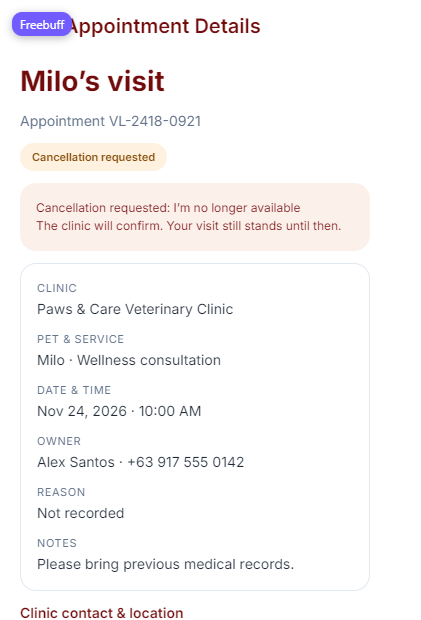 Freebuff
Appointment Details
Milo’s visit
Appointment VL-2418-0921
Cancellation requested
Cancellation requested: I’m no longer available
The clinic will confirm. Your visit still stands until then.
CLINIC
Paws & Care Veterinary Clinic
PET & SERVICE
Milo · Wellness consultation
DATE & TIME
Nov 24, 2026 · 10:00 AM
OWNER
Alex Santos · +63 917 555 0142
REASON
Not recorded
NOTES
Please bring previous medical records.
Clinic contact & location